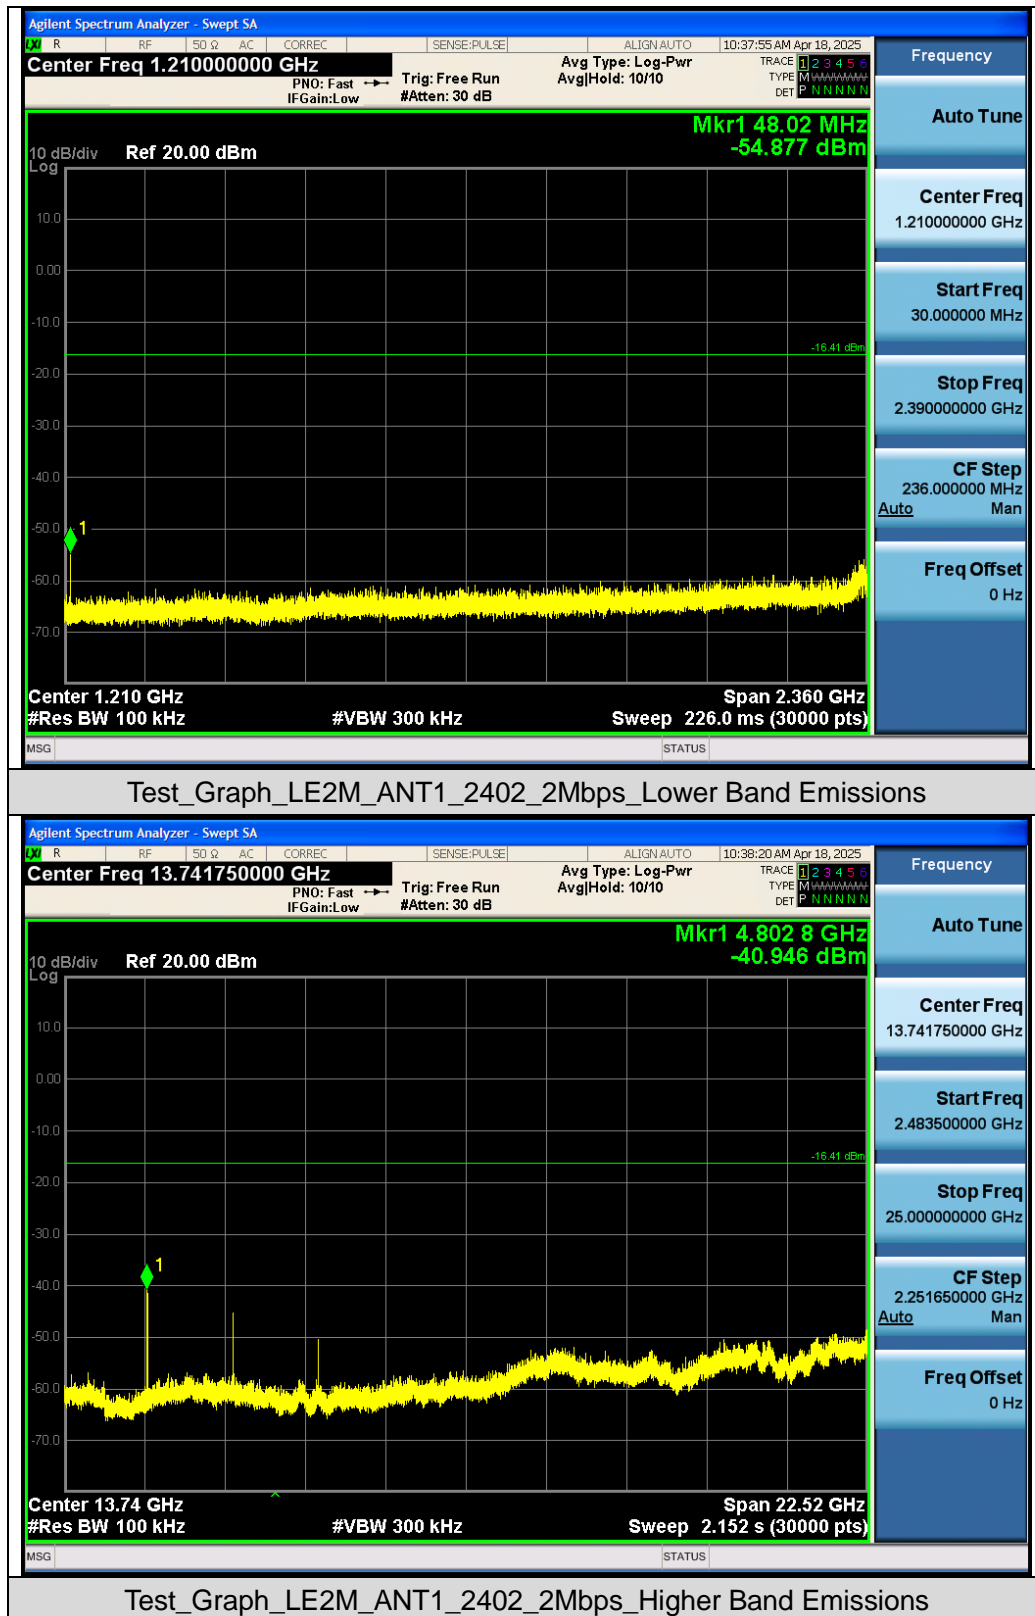 Agilent Spectrum Analyzer - Swept SA
LXI R RF 50 Ω AC CORREC SENSE:PULSE ALIGN AUTO 10:37:55 AM Apr 18, 2025
Center Freq 1.210000000 GHz
PNO: Fast
IFGain:Low
Trig: Free Run
#Atten: 30 dB
Avg Type: Log-Pwr
Avg|Hold: 10/10
TRACE 1 2 3 4 5 6
TYPE M
DET P N N N N N
Frequency
Auto Tune
Center Freq
1.210000000 GHz
Start Freq
30.000000 MHz
Stop Freq
2.390000000 GHz
CF Step
236.000000 MHz
Auto Man
Freq Offset
0 Hz
Mkr1 48.02 MHz
-54.877 dBm
10 dB/div Ref 20.00 dBm
Log
10.0
0.00
-10.0
-16.41 dBm
-20.0
-30.0
-40.0
-50.0
1
-60.0
-70.0
Center 1.210 GHz Span 2.360 GHz
#Res BW 100 kHz #VBW 300 kHz Sweep 226.0 ms (30000 pts)
MSG STATUS
Test_Graph_LE2M_ANT1_2402_2Mbps_Lower Band Emissions
Agilent Spectrum Analyzer - Swept SA
LXI R RF 50 Ω AC CORREC SENSE:PULSE ALIGN AUTO 10:38:20 AM Apr 18, 2025
Center Freq 13.741750000 GHz
PNO: Fast
IFGain:Low
Trig: Free Run
#Atten: 30 dB
Avg Type: Log-Pwr
Avg|Hold: 10/10
TRACE 1 2 3 4 5 6
TYPE M
DET P N N N N N
Frequency
Auto Tune
Center Freq
13.741750000 GHz
Start Freq
2.483500000 GHz
Stop Freq
25.000000000 GHz
CF Step
2.251650000 GHz
Auto Man
Freq Offset
0 Hz
Mkr1 4.802 8 GHz
-40.946 dBm
10 dB/div Ref 20.00 dBm
Log
10.0
0.00
-10.0
-16.41 dBm
-20.0
-30.0
1
-40.0
-50.0
-60.0
-70.0
Center 13.74 GHz Span 22.52 GHz
#Res BW 100 kHz #VBW 300 kHz Sweep 2.152 s (30000 pts)
MSG STATUS
Test_Graph_LE2M_ANT1_2402_2Mbps_Higher Band Emissions